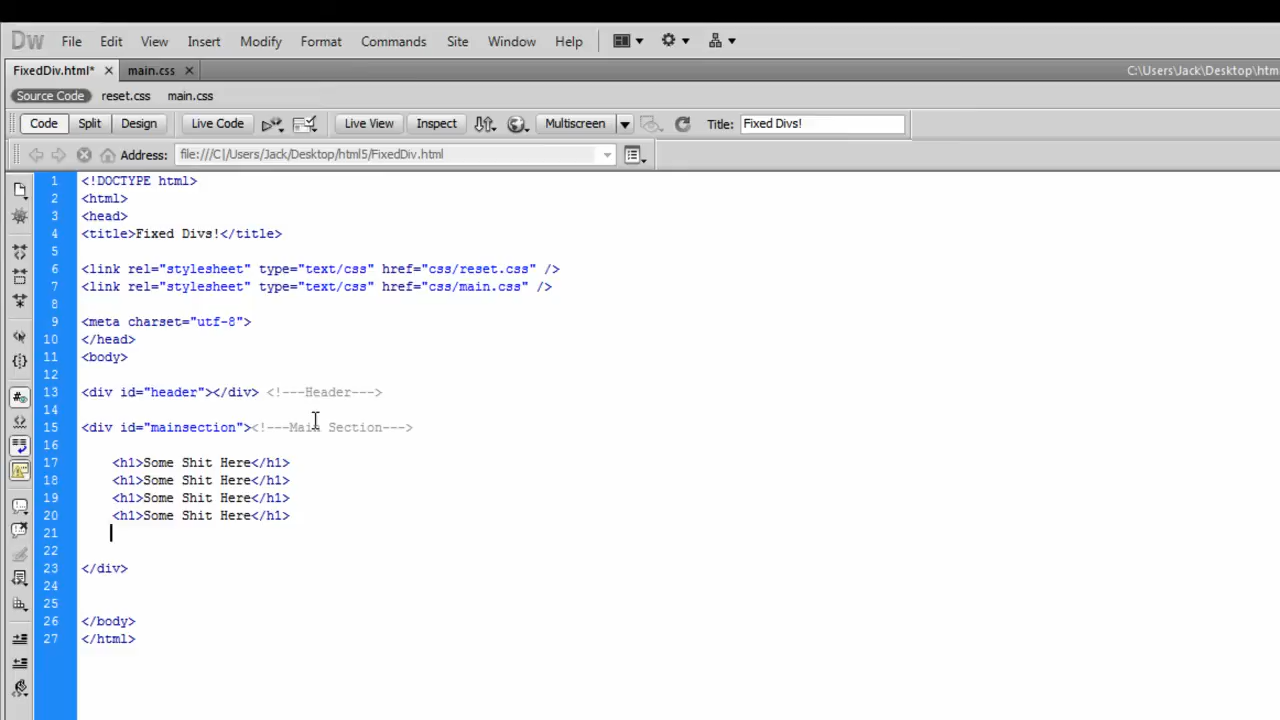 Dw File Edit View Insert Modify Format Commands Site Window Help
FixedDiv.html* × main.css × C:\Users\Jack\Desktop\htm
Source Code reset.css main.css
Code Split Design Live Code Live View Inspect Multiscreen Title: Fixed Divs!
Address: file:///C|/Users/Jack/Desktop/html5/FixedDiv.html
1 <!DOCTYPE html>
2 <html>
3 <head>
4 <title>Fixed Divs!</title>
5
6 <link rel="stylesheet" type="text/css" href="css/reset.css" />
7 <link rel="stylesheet" type="text/css" href="css/main.css" />
8
9 <meta charset="utf-8">
10 </head>
11 <body>
12
13 <div id="header"></div> <!---Header--->
14
15 <div id="mainsection"><!---Main Section--->
16
17 <h1>Some Shit Here</h1>
18 <h1>Some Shit Here</h1>
19 <h1>Some Shit Here</h1>
20 <h1>Some Shit Here</h1>
21
22
23 </div>
24
25
26 </body>
27 </html>